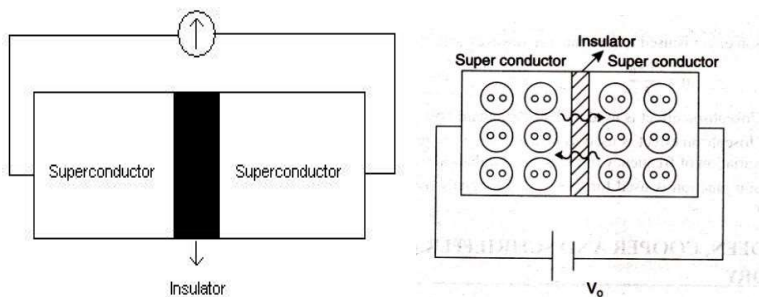 Superconductor
Superconductor
Insulator
Insulator
Super conductor
Super conductor
V₀